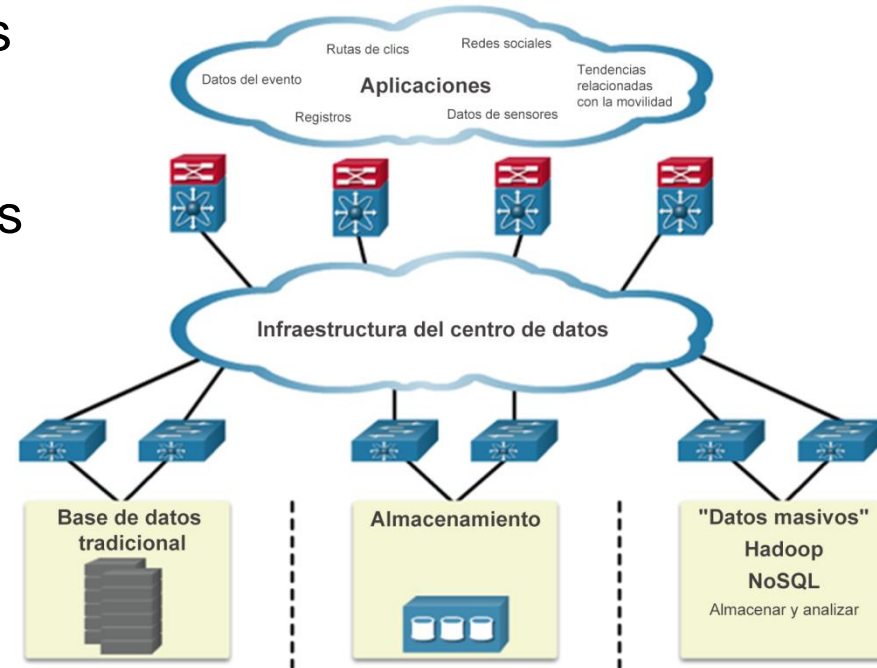 s
s
Rutas de clics
Redes sociales
Datos del evento
Aplicaciones
Tendencias
relacionadas
con la movilidad
Registros
Datos de sensores
Infraestructura del centro de datos
Base de datos
tradicional
Almacenamiento
"Datos masivos"
Hadoop
NoSQL
Almacenar y analizar